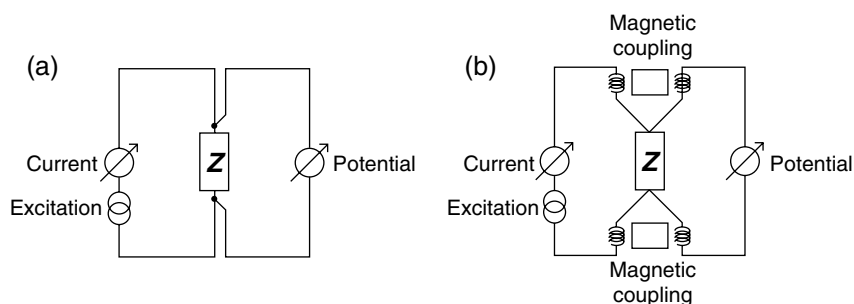 (a)
Current
Excitation
Z
Potential
(b)
Magnetic
coupling
Current
Excitation
Z
Potential
Magnetic
coupling